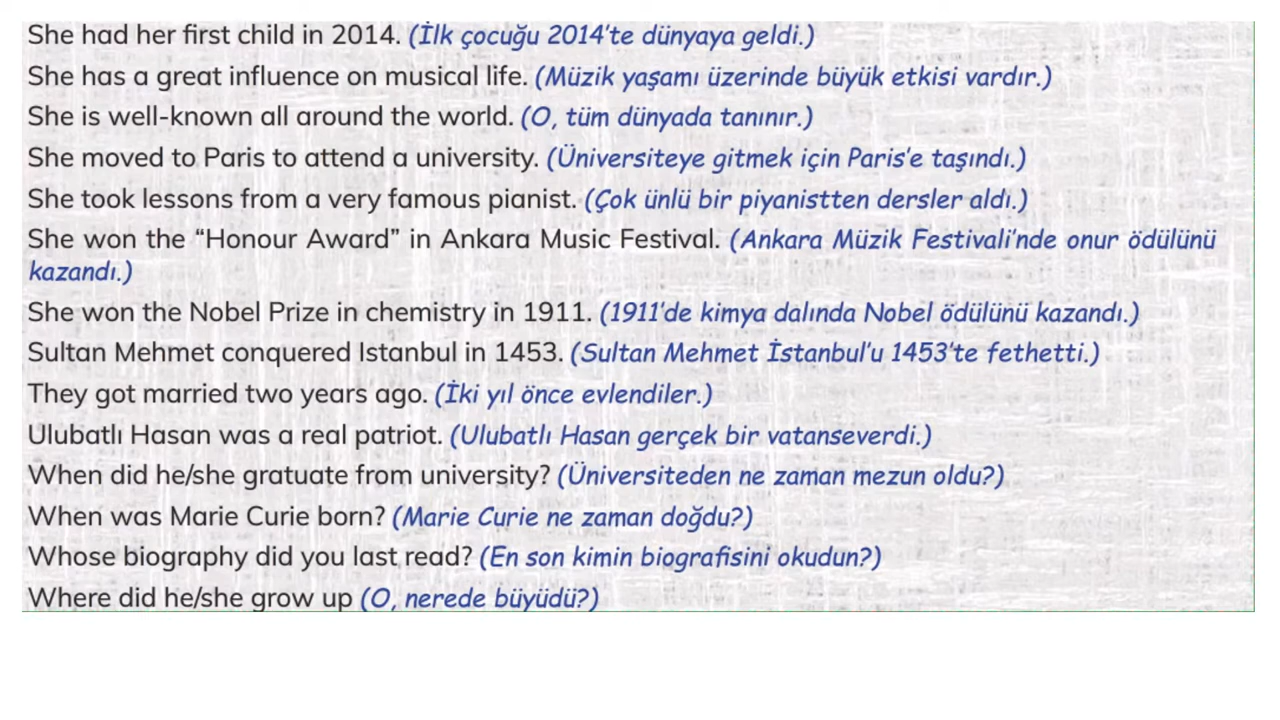 She had her first child in 2014. (İlk çocuğu 2014'te dünyaya geldi.)
She has a great influence on musical life. (Müzik yaşamı üzerinde büyük etkisi vardır.)
She is well-known all around the world. (O, tüm dünyada tanınır.)
She moved to Paris to attend a university. (Üniversiteye gitmek için Paris'e taşındı.)
She took lessons from a very famous pianist. (Çok ünlü bir piyanistten dersler aldı.)
She won the “Honour Award” in Ankara Music Festival. (Ankara Müzik Festivali'nde onur ödülünü
kazandı.)
She won the Nobel Prize in chemistry in 1911. (1911'de kimya dalında Nobel ödülünü kazandı.)
Sultan Mehmet conquered Istanbul in 1453. (Sultan Mehmet İstanbul'u 1453'te fethetti.)
They got married two years ago. (İki yıl önce evlendiler.)
Ulubatlı Hasan was a real patriot. (Ulubatlı Hasan gerçek bir vatanseverdi.)
When did he/she gratuate from university? (Üniversiteden ne zaman mezun oldu?)
When was Marie Curie born? (Marie Curie ne zaman doğdu?)
Whose biography did you last read? (En son kimin biografisini okudun?)
Where did he/she grow up (O, nerede büyüdü?)